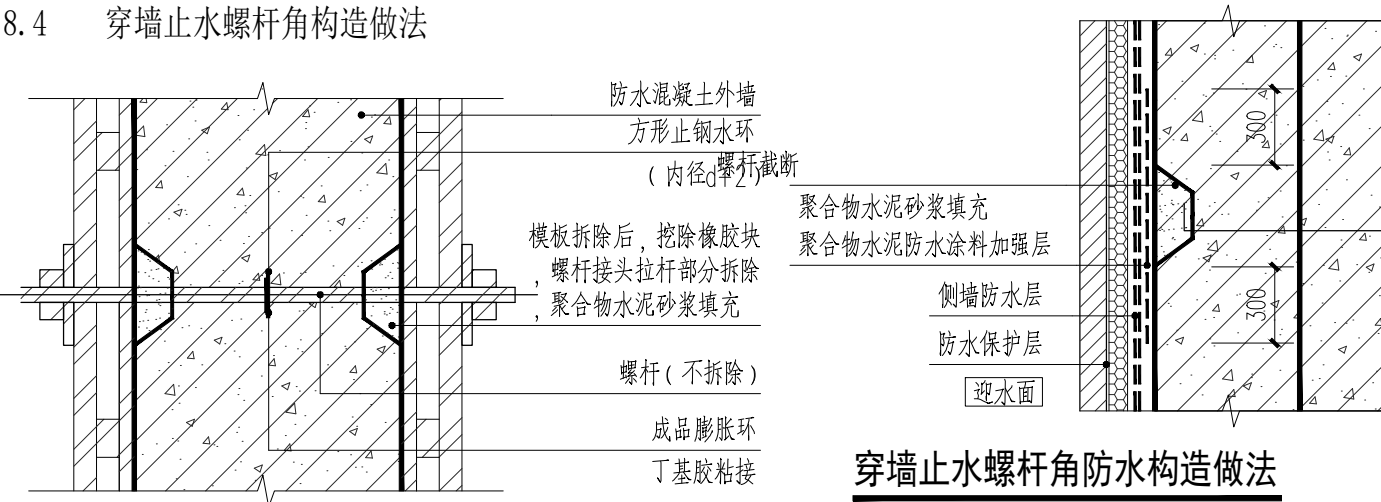 8.4 穿墙止水螺杆角构造做法
防水混凝土外墙
方形止钢水环
(内径d+2)
螺杆截断
模板拆除后,挖除橡胶块
,螺杆接头拉杆部分拆除
,聚合物水泥砂浆填充
螺杆(不拆除)
成品膨胀环
丁基胶粘接
300
聚合物水泥砂浆填充
聚合物水泥防水涂料加强层
侧墙防水层
300
防水保护层
迎水面
穿墙止水螺杆角防水构造做法